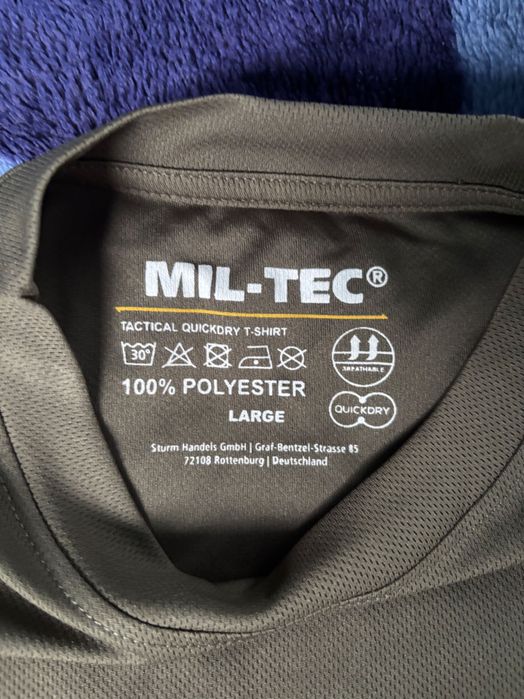 MIL-TEC®
TACTICAL QUICKDRY T-SHIRT
30°
BREATHABLE
100% POLYESTER
LARGE
QUICKDRY
Sturm Handels GmbH | Graf-Bentzel-Strasse 85
72108 Rottenburg | Deutschland